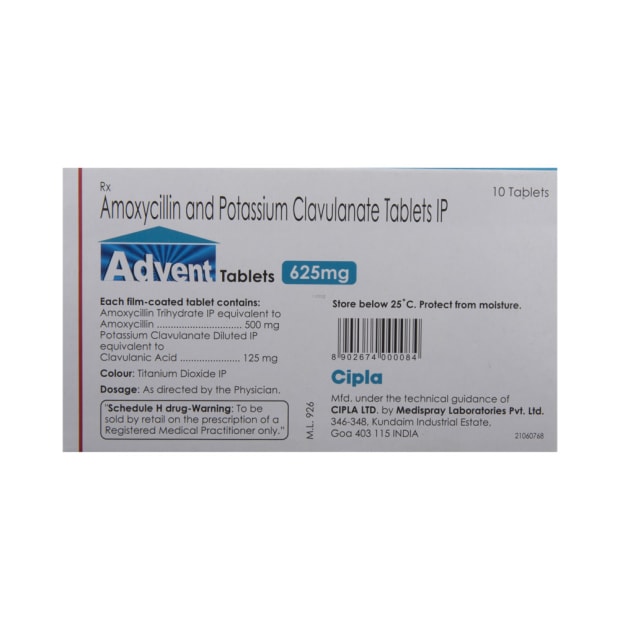 Rx
Amoxycillin and Potassium Clavulanate Tablets IP
10 Tablets
Advent Tablets 625mg
Each film-coated tablet contains:
Amoxycillin Trihydrate IP equivalent to
Amoxycillin ............................ 500 mg
Potassium Clavulanate Diluted IP
equivalent to
Clavulanic Acid .................... 125 mg
Colour: Titanium Dioxide IP
Dosage: As directed by the Physician.
"Schedule H drug-Warning: To be
sold by retail on the prescription of a
Registered Medical Practitioner only."
M.L. 926
Store below 25°C. Protect from moisture.
8 902674 000084
Cipla
Mfd. under the technical guidance of
CIPLA LTD. by Medispray Laboratories Pvt. Ltd.
346-348, Kundaim Industrial Estate,
Goa 403 115 INDIA
21060768